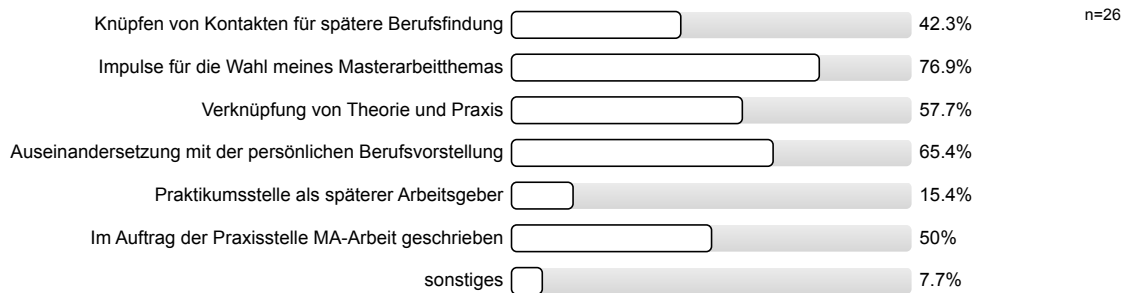 Knüpfen von Kontakten für spätere Berufsfindung 42.3% n=26
Impulse für die Wahl meines Masterarbeitthemas 76.9%
Verknüpfung von Theorie und Praxis 57.7%
Auseinandersetzung mit der persönlichen Berufsvorstellung 65.4%
Praktikumsstelle als späterer Arbeitsgeber 15.4%
Im Auftrag der Praxisstelle MA-Arbeit geschrieben 50%
sonstiges 7.7%